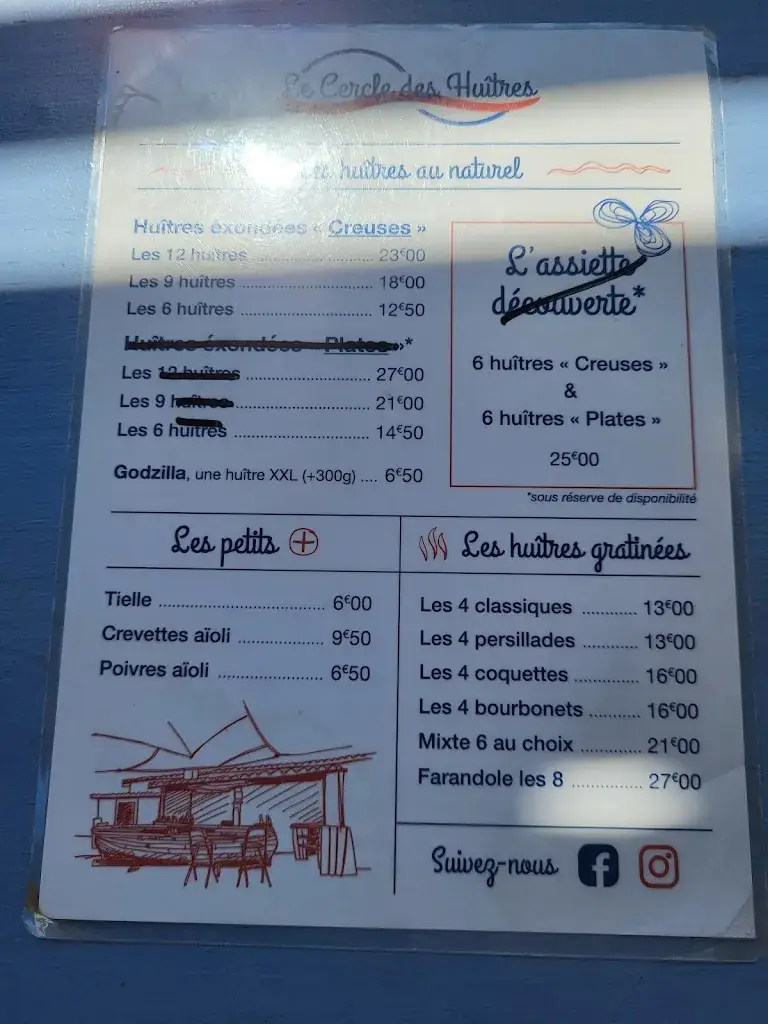 Le Cercle des Huîtres
huîtres au naturel
Huîtres éxondées « Creuses »
Les 12 huîtres ........................ 23€00
Les 9 huîtres ........................ 18€00
Les 6 huîtres ........................ 12€50
Huîtres éxondées « Plates »*
Les 12 huîtres ........................ 27€00
Les 9 huîtres ........................ 21€00
Les 6 huîtres ........................ 14€50
Godzilla, une huître XXL (+300g) .... 6€50
L'assiette
découverte*
6 huîtres « Creuses »
&
6 huîtres « Plates »
25€00
*sous réserve de disponibilité
Les petits +
Tielle ................................ 6€00
Crevettes aïoli ................ 9€50
Poivres aïoli .................... 6€50
Les huîtres gratinées
Les 4 classiques ........... 13€00
Les 4 persillades ........... 13€00
Les 4 coquettes ............. 16€00
Les 4 bourbonets .......... 16€00
Mixte 6 au choix ............ 21€00
Farandole les 8 .............. 27€00
Suivez-nous